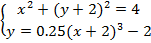 x² + (y + 2)² = 4
y = 0.25(x + 2)³ − 2